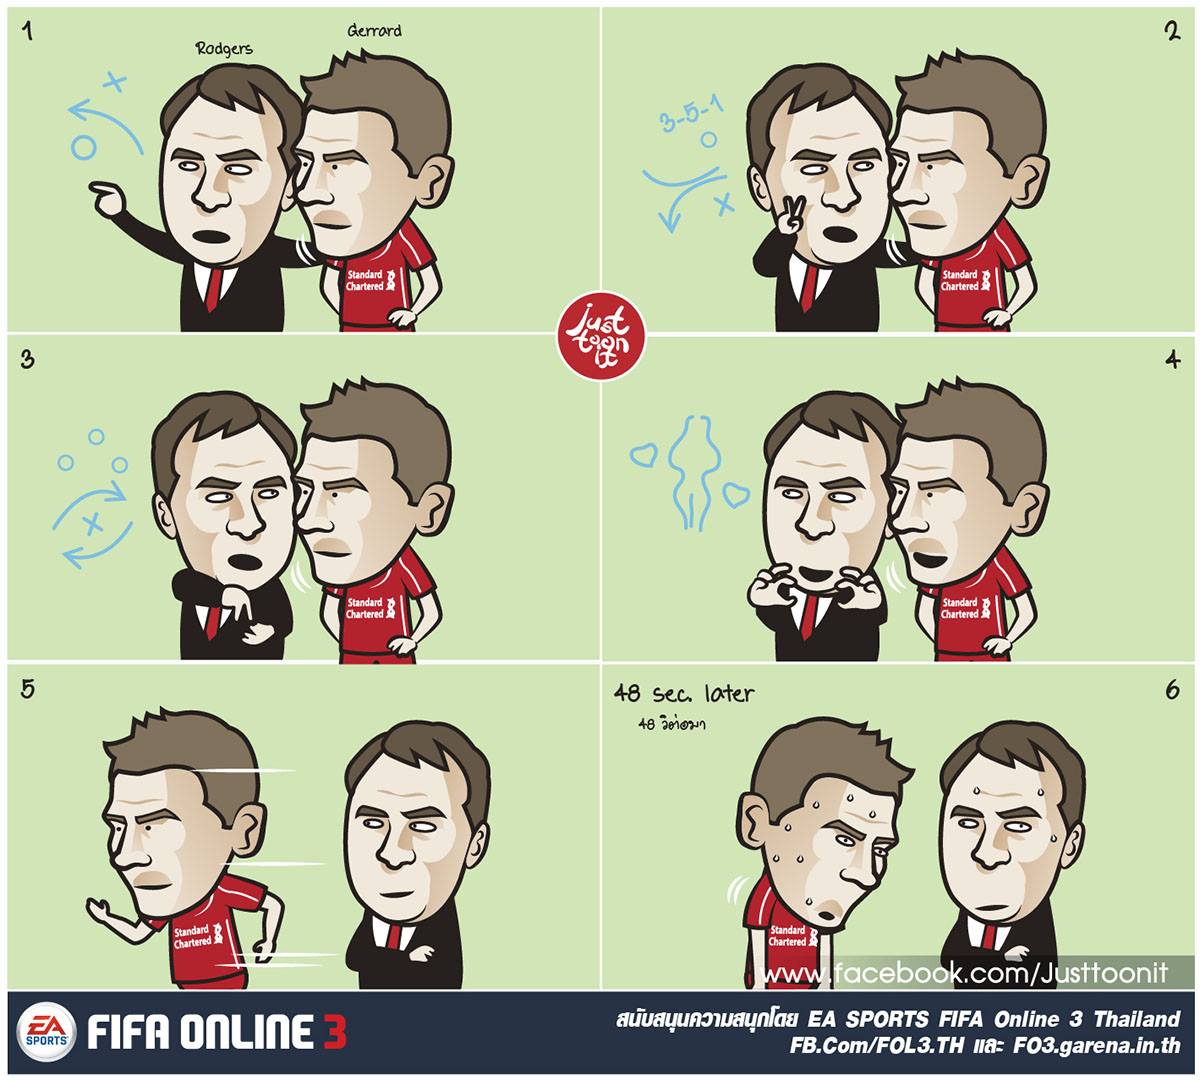 1
Rodgers
Gerrard
Standard
Chartered
2
3-5-1
Standard
Chartered
just
toon
it
3
Standard
Chartered
4
Standard
Chartered
5
Standard
Chartered
48 sec. later
48 วิต่อมา
6
Standard
Chartered
www.facebook.com/Justtoonit
EA
SPORTS
FIFA ONLINE 3
สนับสนุนความสนุกโดย EA SPORTS FIFA Online 3 Thailand
FB.Com/FOL3.TH และ FO3.garena.in.th